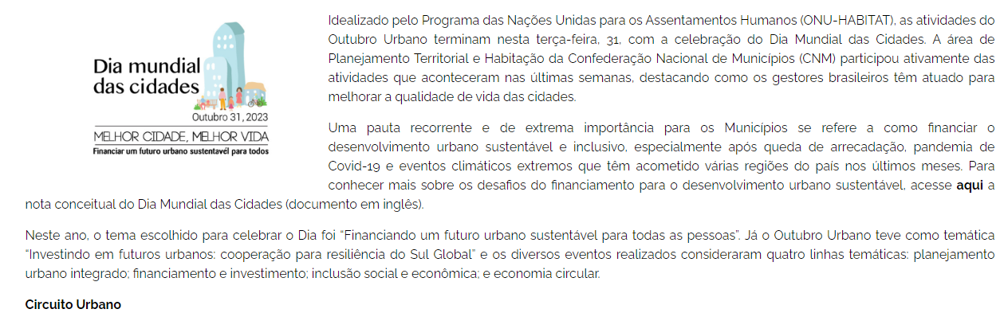 Dia mundial
das cidades
Outubro 31, 2023
MELHOR CIDADE, MELHOR VIDA
Financiar um futuro urbano sustentavél para todos
Idealizado pelo Programa das Nações Unidas para os Assentamentos Humanos (ONU-HABITAT), as atividades do
Outubro Urbano terminam nesta terça-feira, 31, com a celebração do Dia Mundial das Cidades. A área de
Planejamento Territorial e Habitação da Confederação Nacional de Municípios (CNM) participou ativamente das
atividades que aconteceram nas últimas semanas, destacando como os gestores brasileiros têm atuado para
melhorar a qualidade de vida das cidades.
Uma pauta recorrente e de extrema importância para os Municípios se refere a como financiar o
desenvolvimento urbano sustentável e inclusivo, especialmente após queda de arrecadação, pandemia de
Covid-19 e eventos climáticos extremos que têm acometido várias regiões do país nos últimos meses. Para
conhecer mais sobre os desafios do financiamento para o desenvolvimento urbano sustentável, acesse aqui a
nota conceitual do Dia Mundial das Cidades (documento em inglês).
Neste ano, o tema escolhido para celebrar o Dia foi “Financiando um futuro urbano sustentável para todas as pessoas”. Já o Outubro Urbano teve como temática
“Investindo em futuros urbanos: cooperação para resiliência do Sul Global” e os diversos eventos realizados consideraram quatro linhas temáticas: planejamento
urbano integrado; financiamento e investimento; inclusão social e econômica; e economia circular.
Circuito Urbano